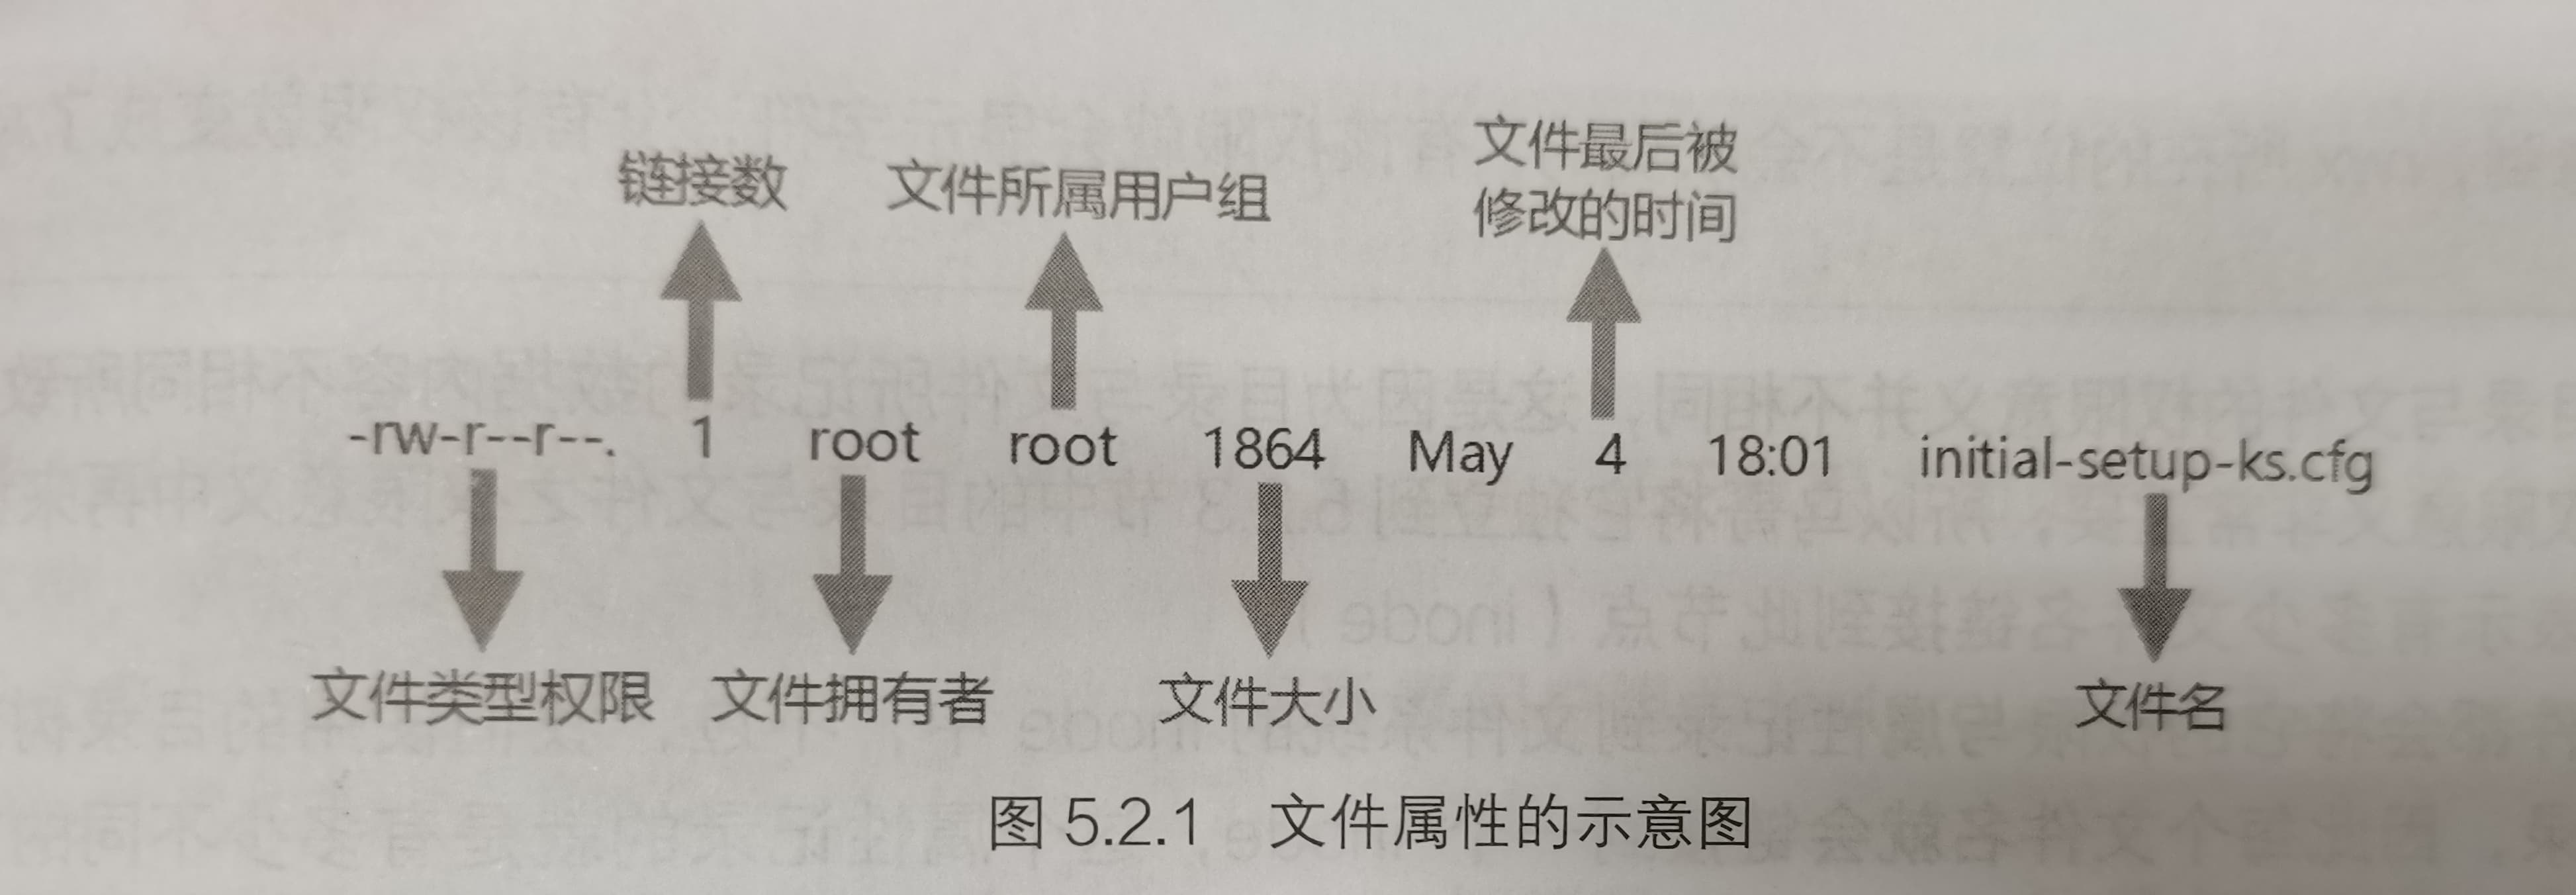 链接数
文件所属用户组
文件最后被
修改的时间
-rw-r--r--. 1 root root 1864 May 4 18:01 initial-setup-ks.cfg
文件类型权限
文件拥有者
文件大小
文件名
图 5.2.1 文件属性的示意图